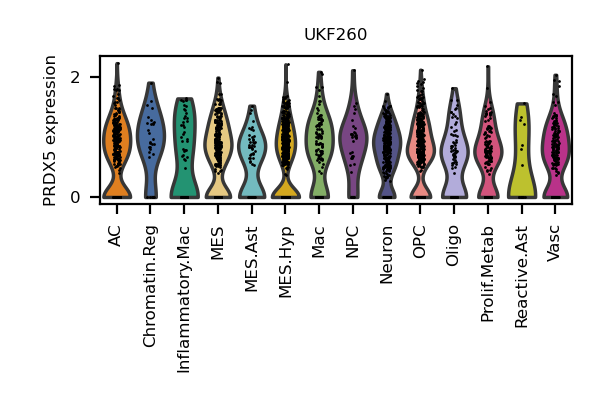 UKF260
PRDX5 expression
2
0
AC
Chromatin.Reg
Inflammatory.Mac
MES
MES.Ast
MES.Hyp
Mac
NPC
Neuron
OPC
Oligo
Prolif.Metab
Reactive.Ast
Vasc